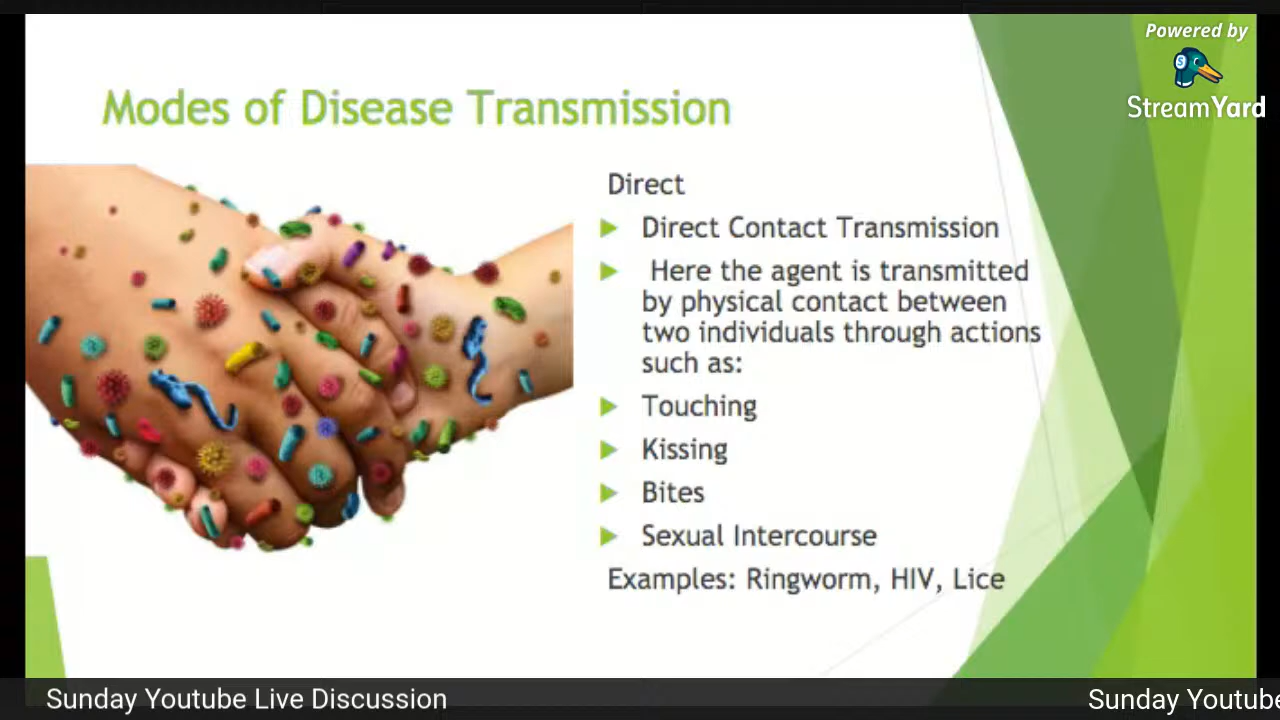 Powered by
StreamYard
Modes of Disease Transmission
Direct
Direct Contact Transmission
Here the agent is transmitted
by physical contact between
two individuals through actions
such as:
Touching
Kissing
Bites
Sexual Intercourse
Examples: Ringworm, HIV, Lice
Sunday Youtube Live Discussion
Sunday Youtube